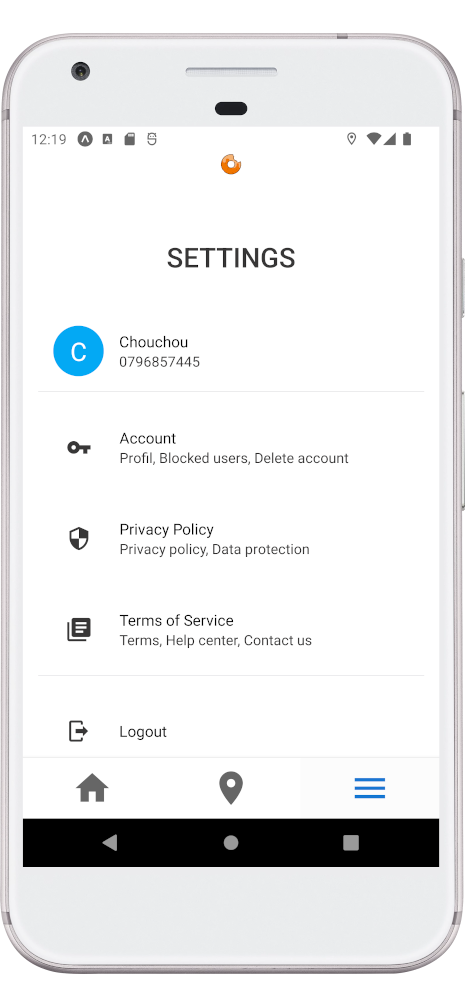 12:19
SETTINGS
C
Chouchou
0796857445
Account
Profil, Blocked users, Delete account
Privacy Policy
Privacy policy, Data protection
Terms of Service
Terms, Help center, Contact us
Logout